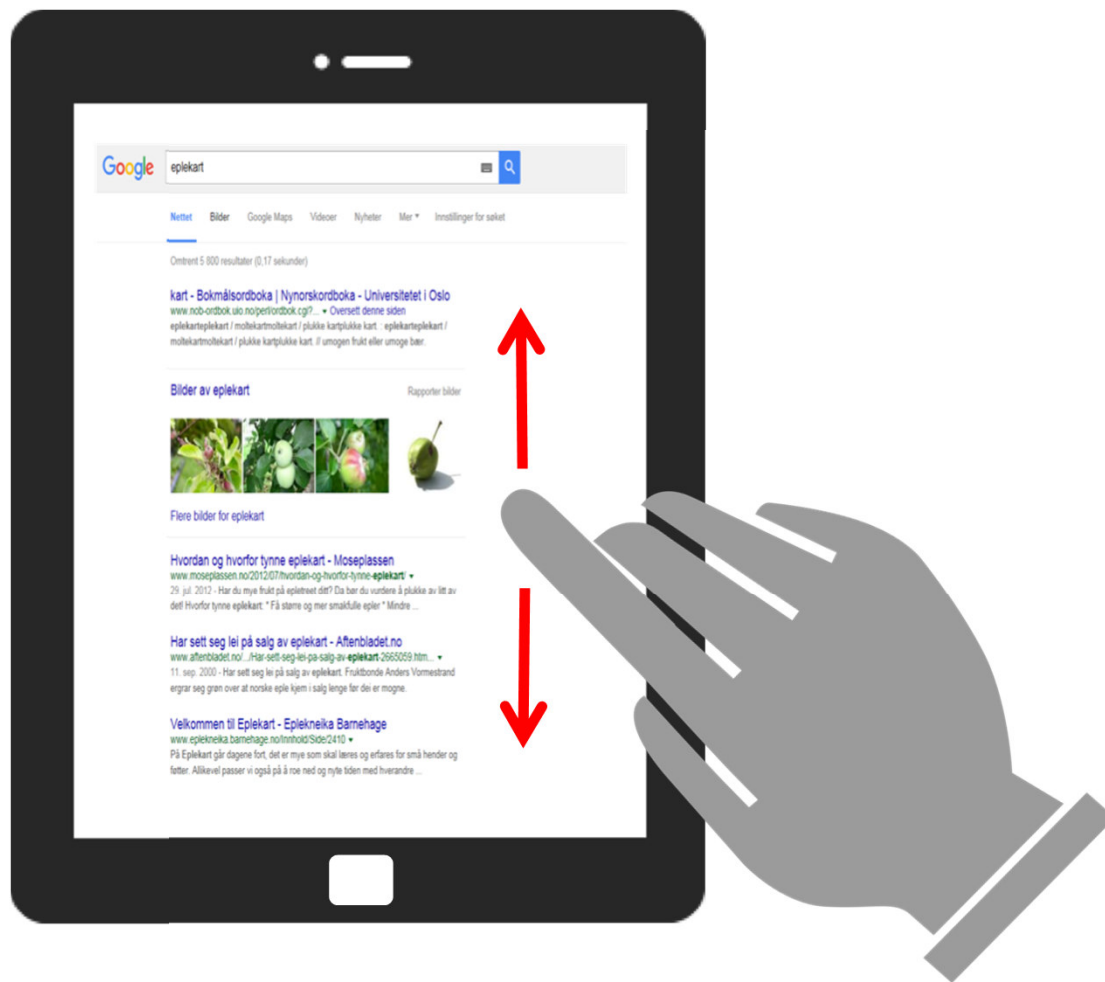 Google eplekart
Nettet Bilder Google Maps Videoer Nyheter Mer Innstillinger for søket
Omtrent 5 800 resultater (0,17 sekunder)
kart - Bokmålsordboka | Nynorskordboka - Universitetet i Oslo
www.nob-ordbok.uio.no/perl/ordbok.cgi?... Oversett denne siden
eplekarteplekart / moltekartmoltekart / plukke kartplukke kart. : eplekarteplekart /
moltekartmoltekart / plukke kartplukke kart. // umogen frukt eller umoge bær.
Bilder av eplekart Rapporter bilder
Flere bilder for eplekart
Hvordan og hvorfor tynne eplekart - Moseplassen
www.moseplassen.no/2012/07/hvordan-og-hvorfor-tynne-eplekart/
29. jul. 2012 - Har du mye frukt på epletreet ditt? Da bør du vurdere å plukke av litt av
det! Hvorfor tynne eplekart: * Få større og mer smakfulle epler * Mindre ...
Har sett seg lei på salg av eplekart - Aftenbladet.no
www.aftenbladet.no/.../Har-sett-seg-lei-pa-salg-av-eplekart-2665059.htm...
11. sep. 2000 - Har sett seg lei på salg av eplekart. Fruktbonde Anders Vormestrand
ergrar seg grøn over at norske eple kjem i salg lenge før dei er mogne.
Velkommen til Eplekart - Eplekneika Barnehage
www.eplekneika.barnehage.no/Innhold/Side/2410
På Eplekart går dagene fort, det er mye som skal læres og erfares for små hender og
føtter. Allikevel passer vi også på å roe ned og nyte tiden med hverandre ...